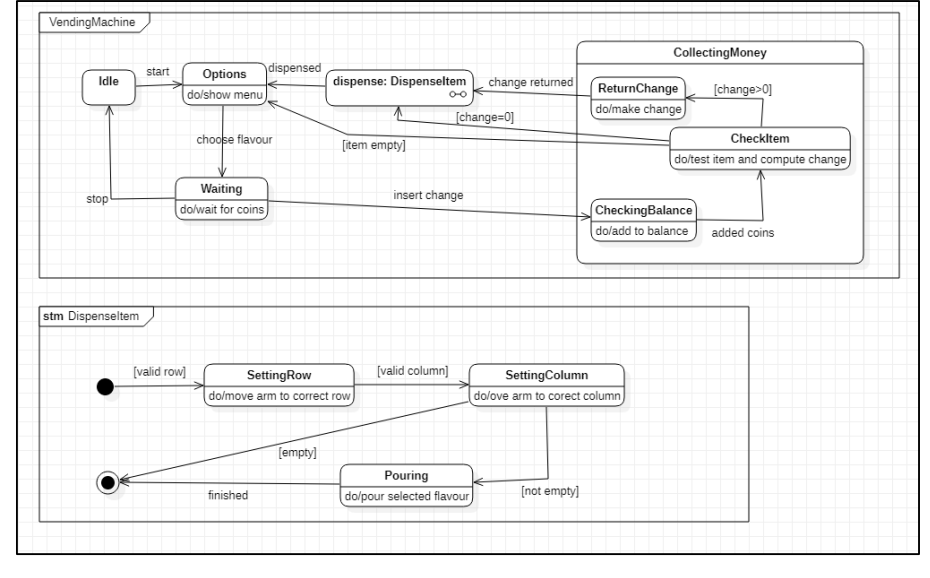 VendingMachine
CollectingMoney
Idle
start
Options
do/show menu
dispensed
dispense: DispenseItem
change returned
ReturnChange
do/make change
[change>0]
[change=0]
CheckItem
do/test item and compute change
choose flavour
[item empty]
stop
Waiting
do/wait for coins
insert change
CheckingBalance
do/add to balance
added coins
stm DispenseItem
[valid row]
SettingRow
do/move arm to correct row
[valid column]
SettingColumn
do/ove arm to corect column
[empty]
Pouring
do/pour selected flavour
[not empty]
finished